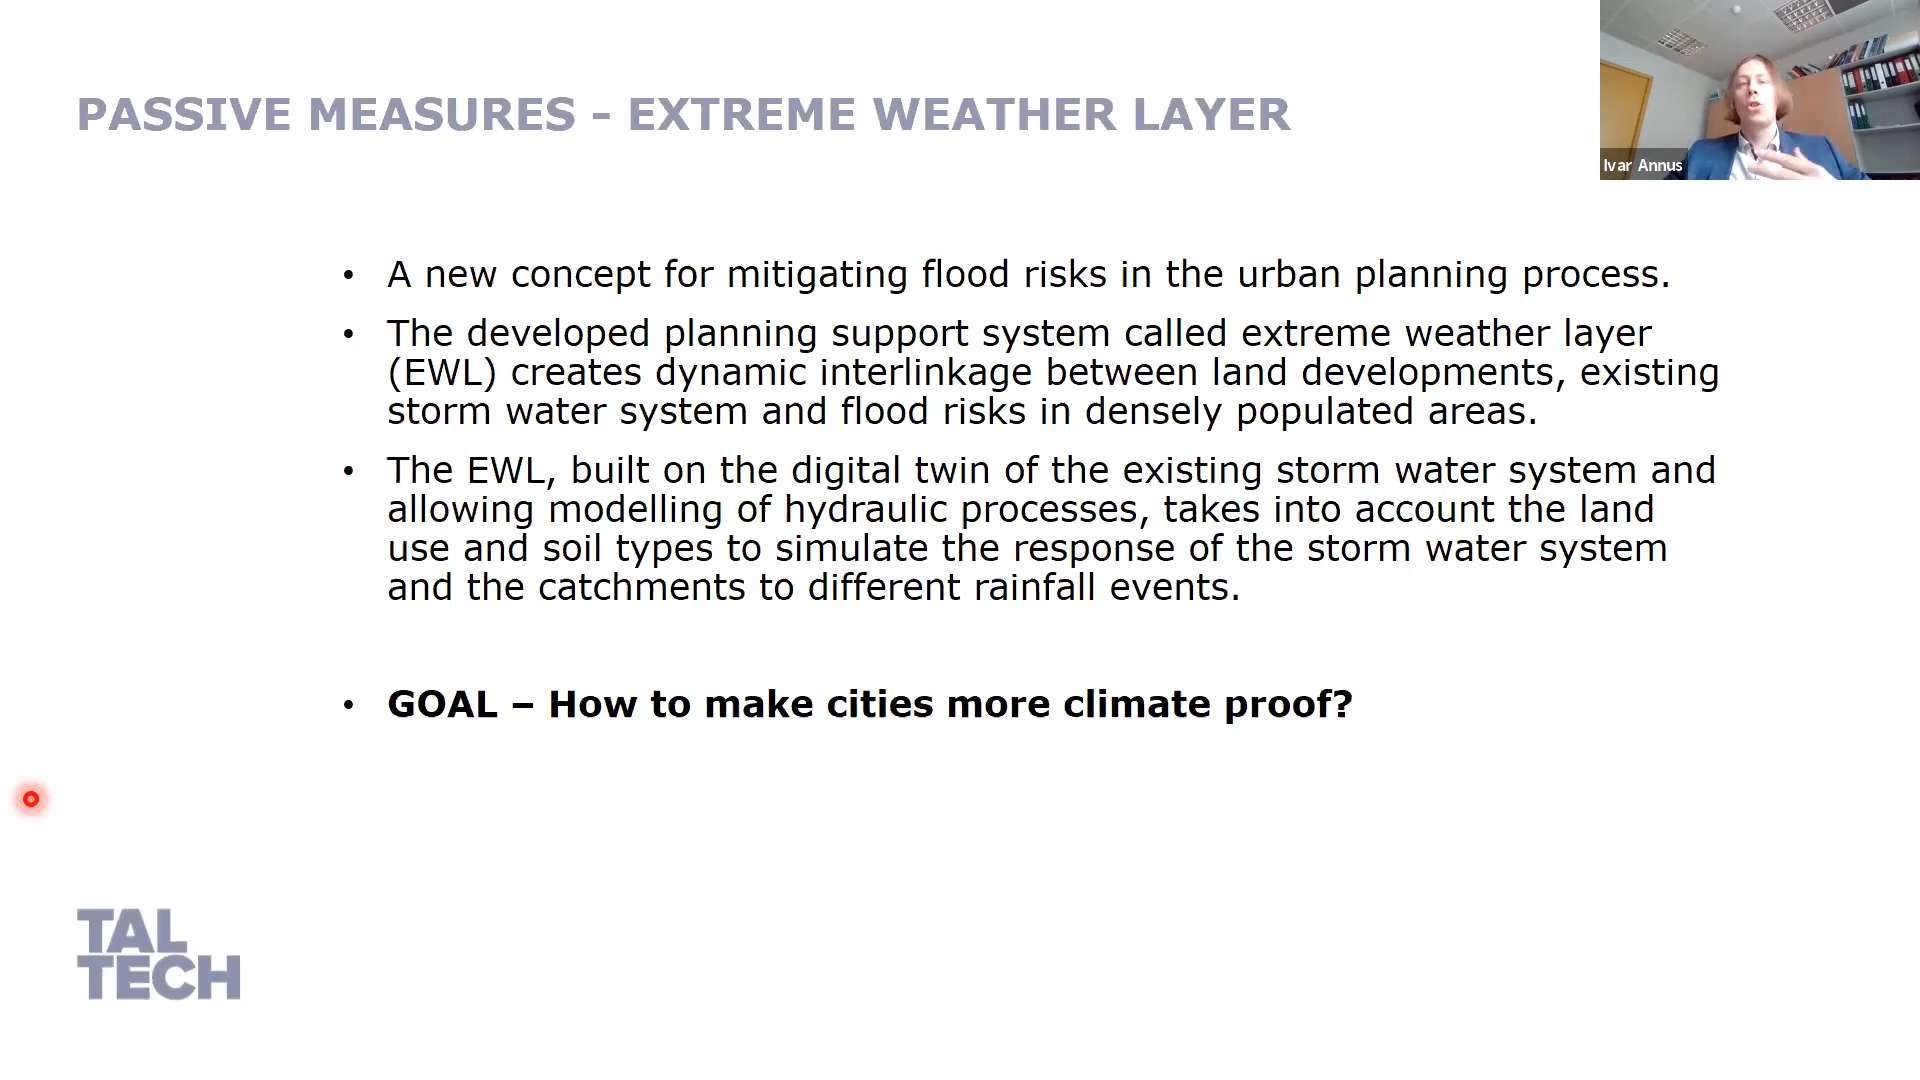 PASSIVE MEASURES - EXTREME WEATHER LAYER
Ivar Annus
• A new concept for mitigating flood risks in the urban planning process.
• The developed planning support system called extreme weather layer
(EWL) creates dynamic interlinkage between land developments, existing
storm water system and flood risks in densely populated areas.
• The EWL, built on the digital twin of the existing storm water system and
allowing modelling of hydraulic processes, takes into account the land
use and soil types to simulate the response of the storm water system
and the catchments to different rainfall events.
• GOAL – How to make cities more climate proof?
TAL
TECH